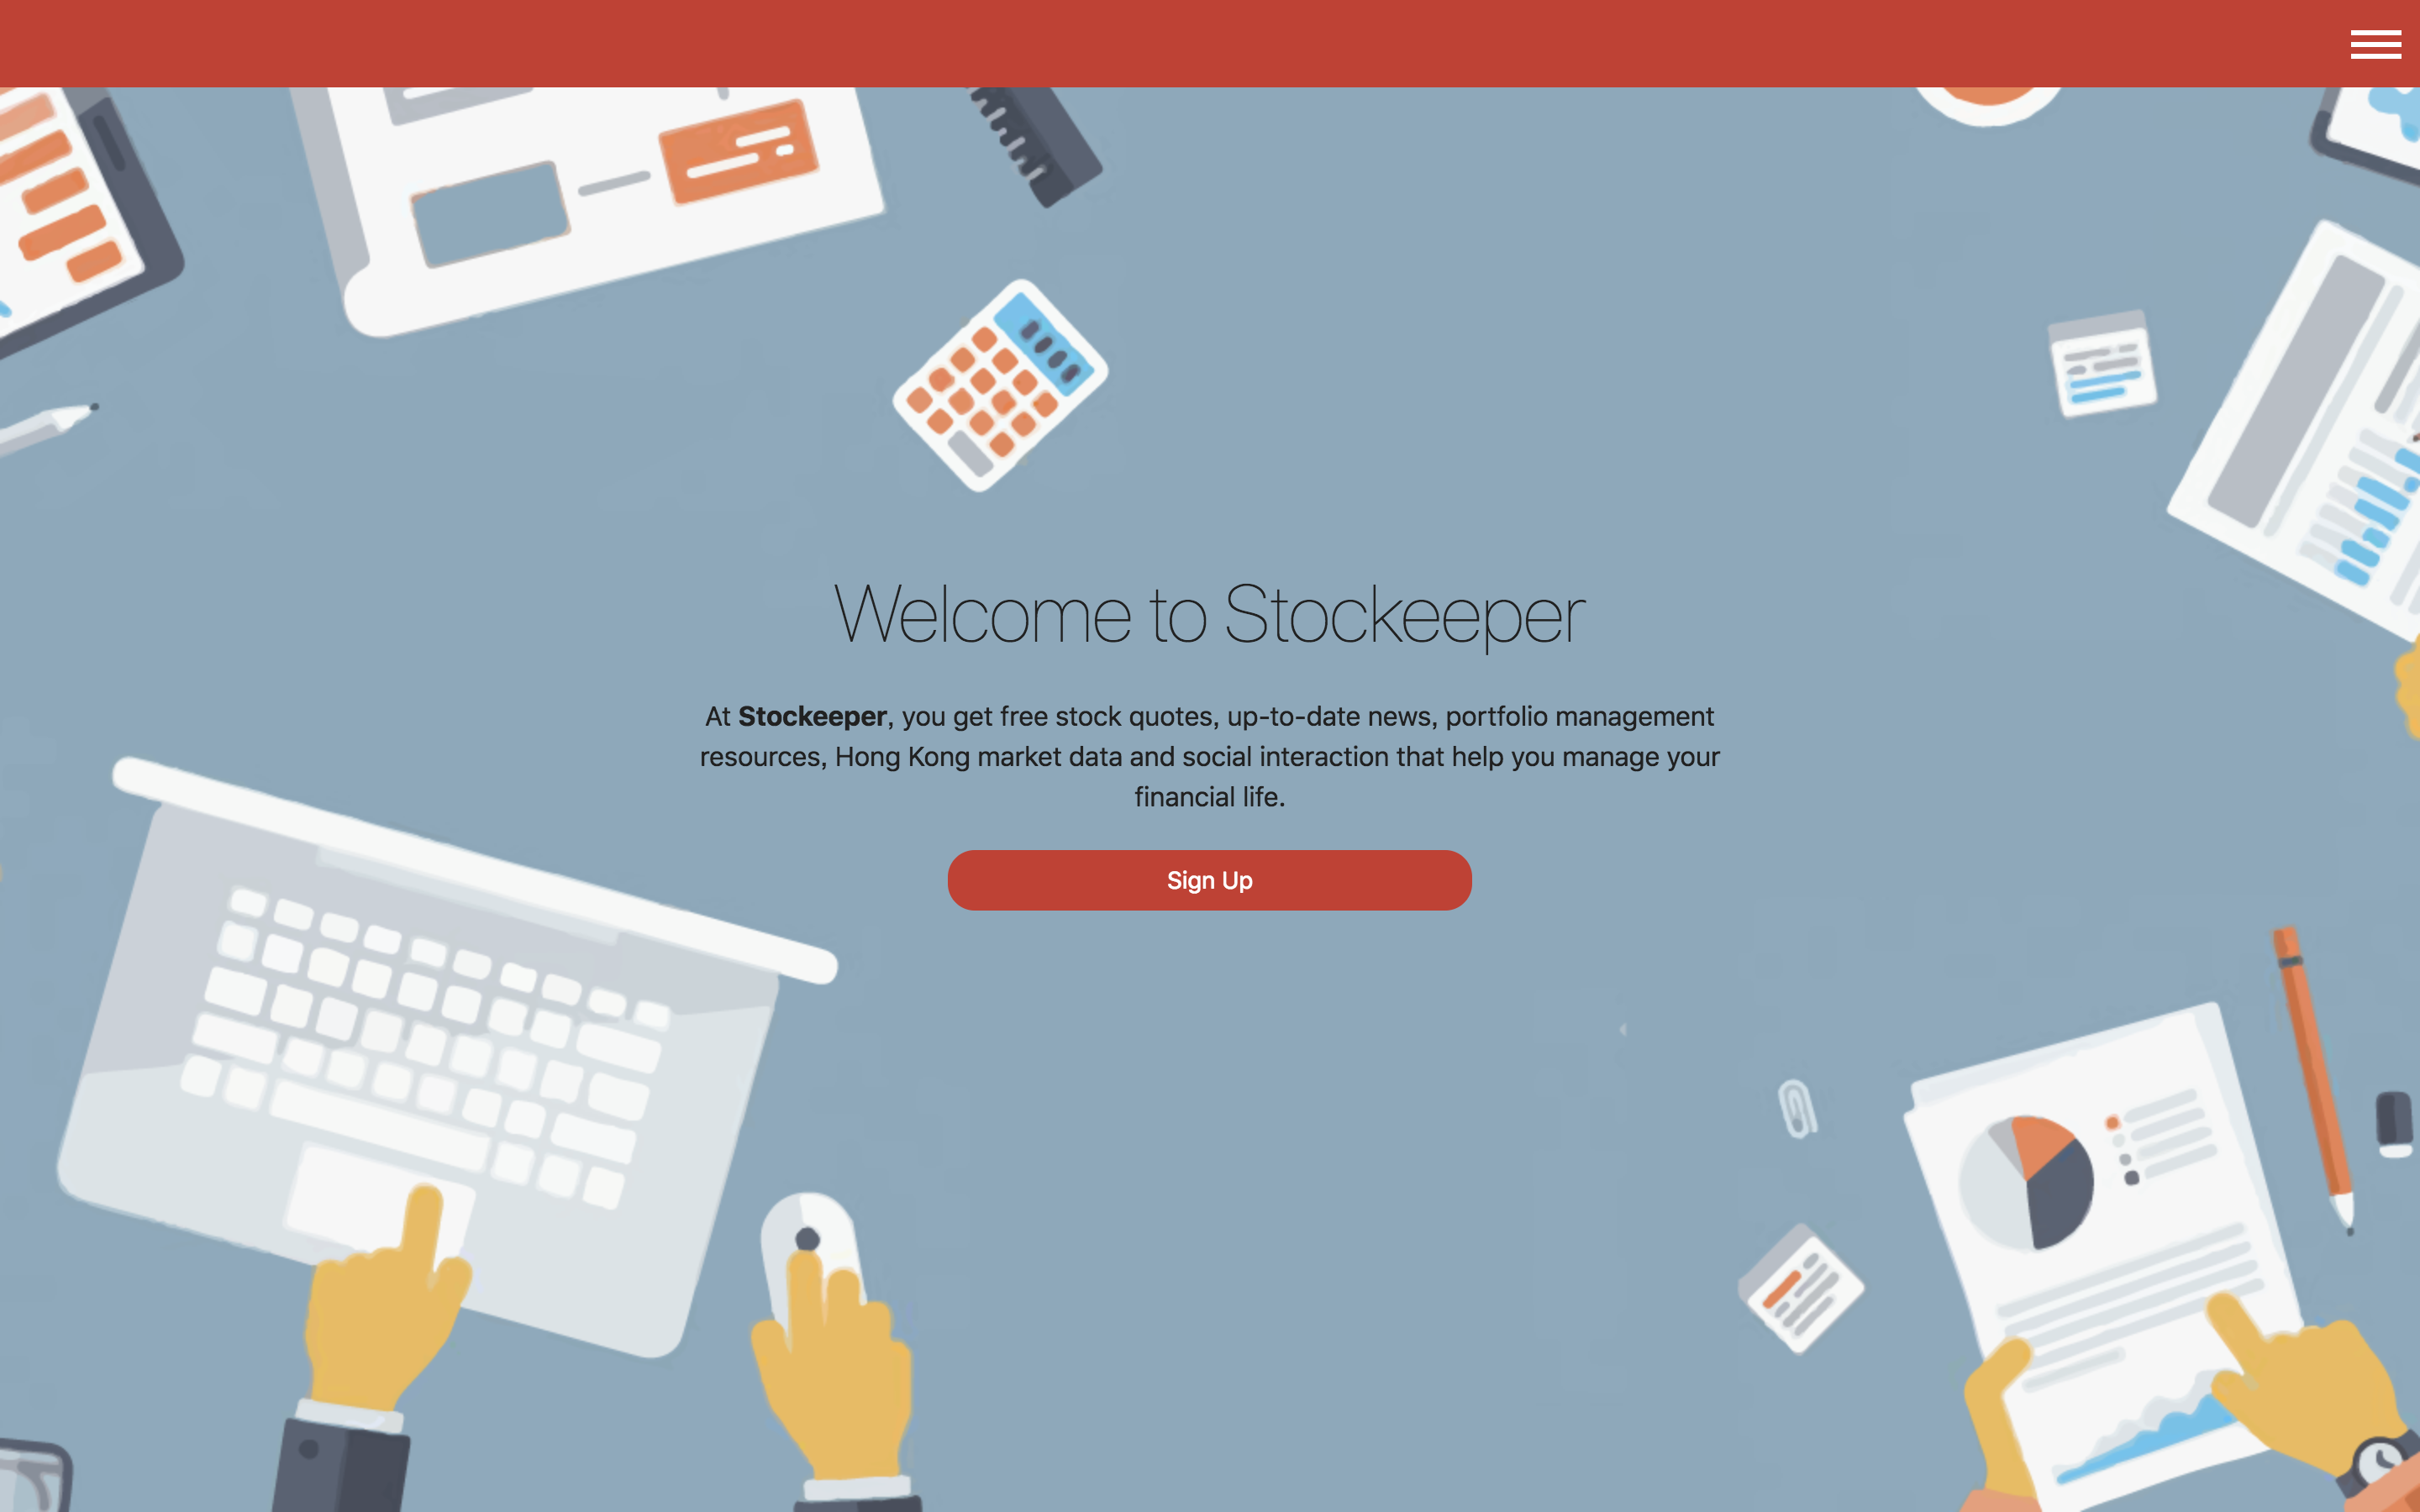 Welcome to Stockeeper
At Stockeeper, you get free stock quotes, up-to-date news, portfolio management
resources, Hong Kong market data and social interaction that help you manage your
financial life.
Sign Up